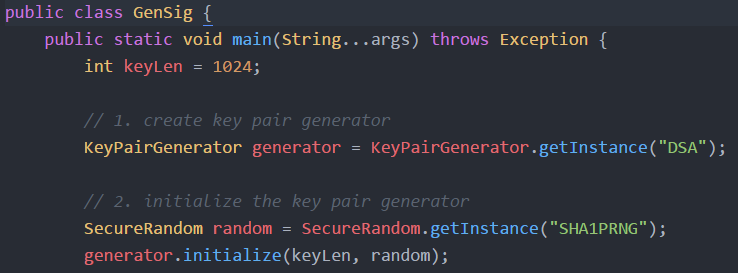 public class GenSig {
public static void main(String...args) throws Exception {
int keyLen = 1024;
// 1. create key pair generator
KeyPairGenerator generator = KeyPairGenerator.getInstance("DSA");
// 2. initialize the key pair generator
SecureRandom random = SecureRandom.getInstance("SHA1PRNG");
generator.initialize(keyLen, random);